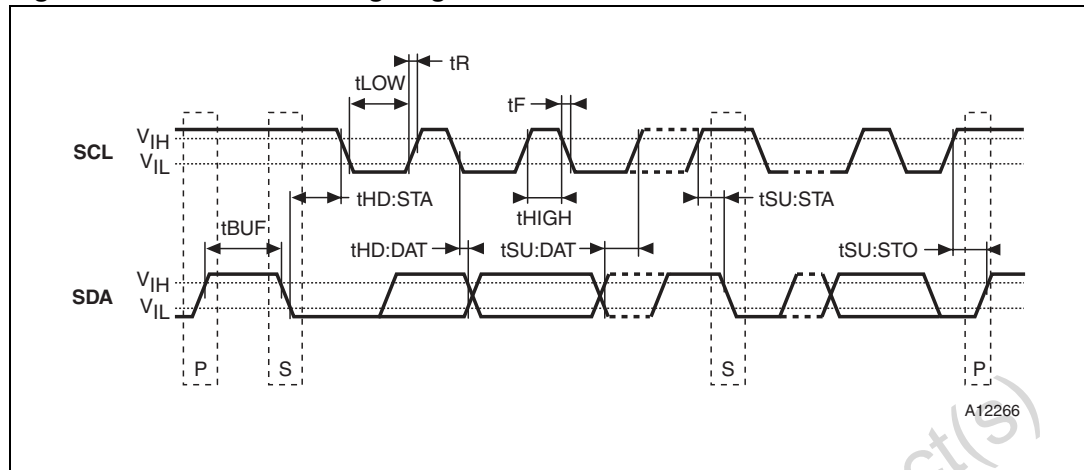 tR
tLOW
tF
VIH
SCL
VIL
tHD:STA
tHIGH
tSU:STA
tBUF
tHD:DAT
tSU:DAT
tSU:STO
VIH
SDA
VIL
P
S
S
P
A12266
ct(s)